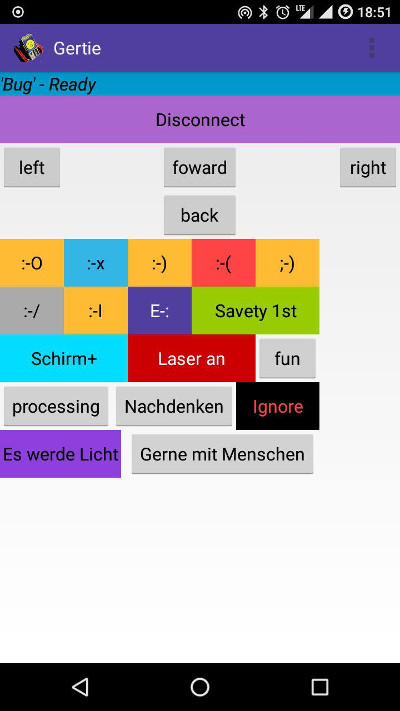 LTE 18:51
Gertie
'Bug' - Ready
Disconnect
left foward right
back
:-O :-x :-) :-( ;-)
:-/ :-I E-: Savety 1st
Schirm+ Laser an fun
processing Nachdenken Ignore
Es werde Licht Gerne mit Menschen